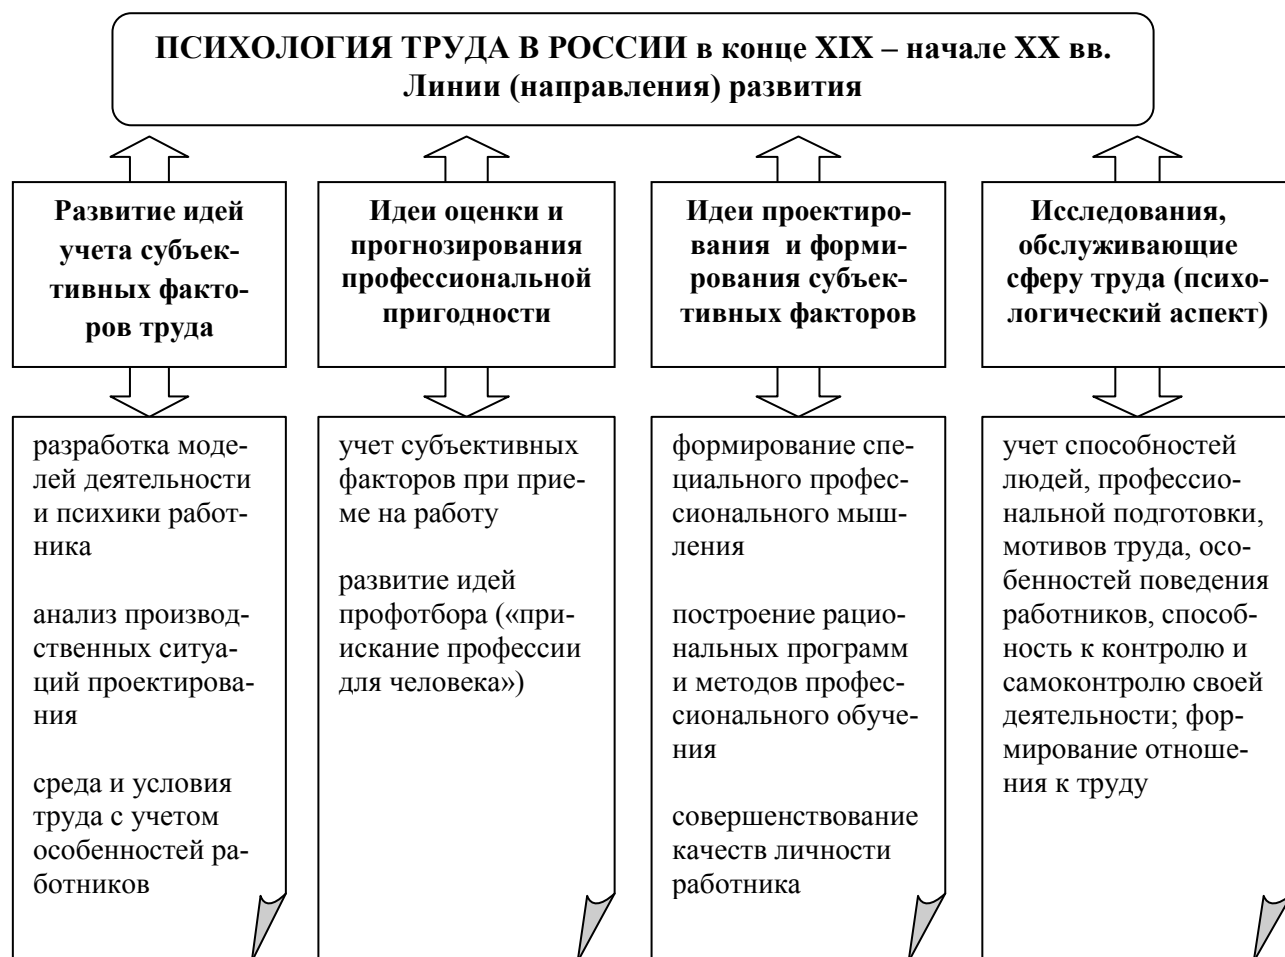 ПСИХОЛОГИЯ ТРУДА В РОССИИ в конце XIX – начале XX вв.
Линии (направления) развития
Развитие идей
учета субъек-
тивных факто-
ров труда
Идеи оценки и
прогнозирования
профессиональной
пригодности
Идеи проектиро-
вания и форми-
рования субъек-
тивных факторов
Исследования,
обслуживающие
сферу труда (психо-
логический аспект)
разработка моде-
лей деятельности
и психики работ-
ника
анализ производ-
ственных ситуа-
ций проектирова-
ния
среда и условия
труда с учетом
особенностей ра-
ботников
учет субъективных
факторов при прие-
ме на работу
развитие идей
профотбора («при-
искание профессии
для человека»)
формирование спе-
циального профес-
сионального мыш-
ления
построение рацио-
нальных программ
и методов профес-
сионального обуче-
ния
совершенствование
качеств личности
работника
учет способностей
людей, профессио-
нальной подготовки,
мотивов труда, осо-
бенностей поведения
работников, способ-
ность к контролю и
самоконтролю своей
деятельности; фор-
мирование отноше-
ния к труду